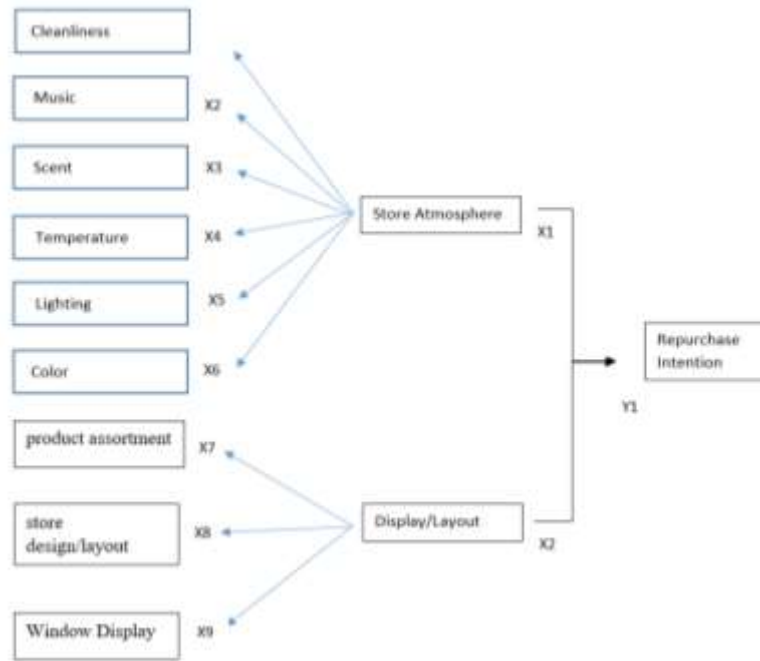 Cleanliness
Music
X2
Scent
X3
Temperature
X4
Lighting
X5
Color
X6
product assortment
X7
store
design/layout
X8
Window Display
X9
Store Atmosphere
X1
Display/Layout
X2
Repurchase
Intention
Y1